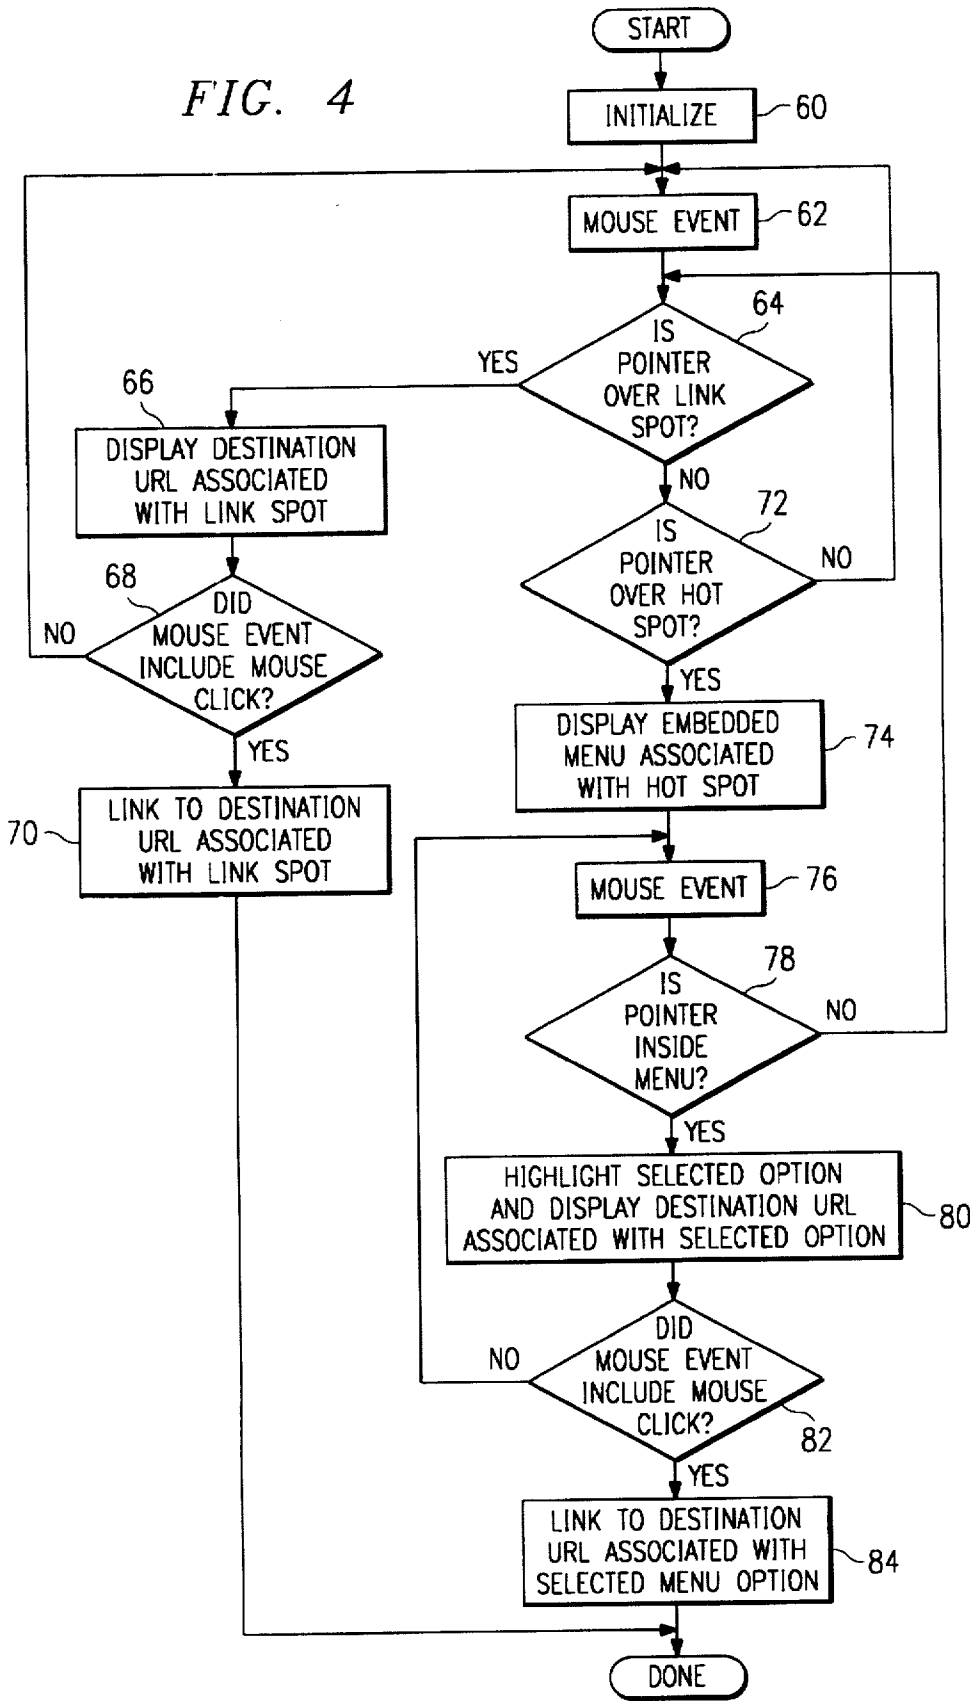 START
FIG. 4
INITIALIZE
60
MOUSE EVENT
62
64
IS
POINTER
OVER LINK
SPOT?
YES
NO
66
DISPLAY DESTINATION
URL ASSOCIATED
WITH LINK SPOT
72
IS
POINTER
OVER HOT
SPOT?
NO
YES
68
DID
MOUSE EVENT
INCLUDE MOUSE
CLICK?
NO
YES
DISPLAY EMBEDDED
MENU ASSOCIATED
WITH HOT SPOT
74
70
LINK TO DESTINATION
URL ASSOCIATED
WITH LINK SPOT
MOUSE EVENT
76
78
IS
POINTER
INSIDE
MENU?
NO
YES
HIGHLIGHT SELECTED OPTION
AND DISPLAY DESTINATION URL
ASSOCIATED WITH SELECTED OPTION
80
DID
MOUSE EVENT
INCLUDE MOUSE
CLICK?
NO
82
YES
LINK TO DESTINATION
URL ASSOCIATED WITH
SELECTED MENU OPTION
84
DONE